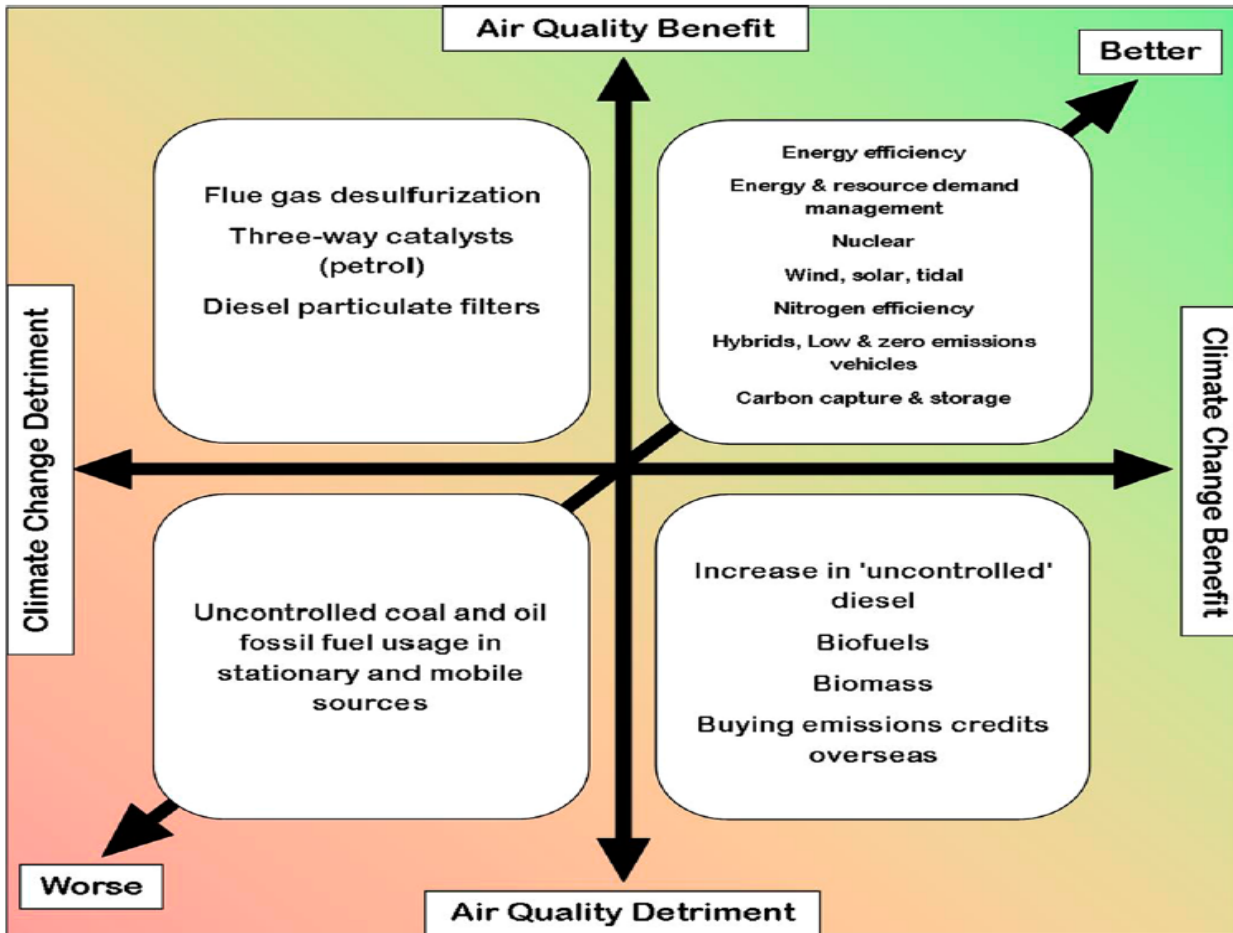 Air Quality Benefit
Better
Flue gas desulfurization
Three-way catalysts
(petrol)
Diesel particulate filters
Energy efficiency
Energy & resource demand
management
Nuclear
Wind, solar, tidal
Nitrogen efficiency
Hybrids, Low & zero emissions
vehicles
Carbon capture & storage
Climate Change Detriment
Climate Change Benefit
Uncontrolled coal and oil
fossil fuel usage in
stationary and mobile
sources
Increase in 'uncontrolled'
diesel
Biofuels
Biomass
Buying emissions credits
overseas
Worse
Air Quality Detriment